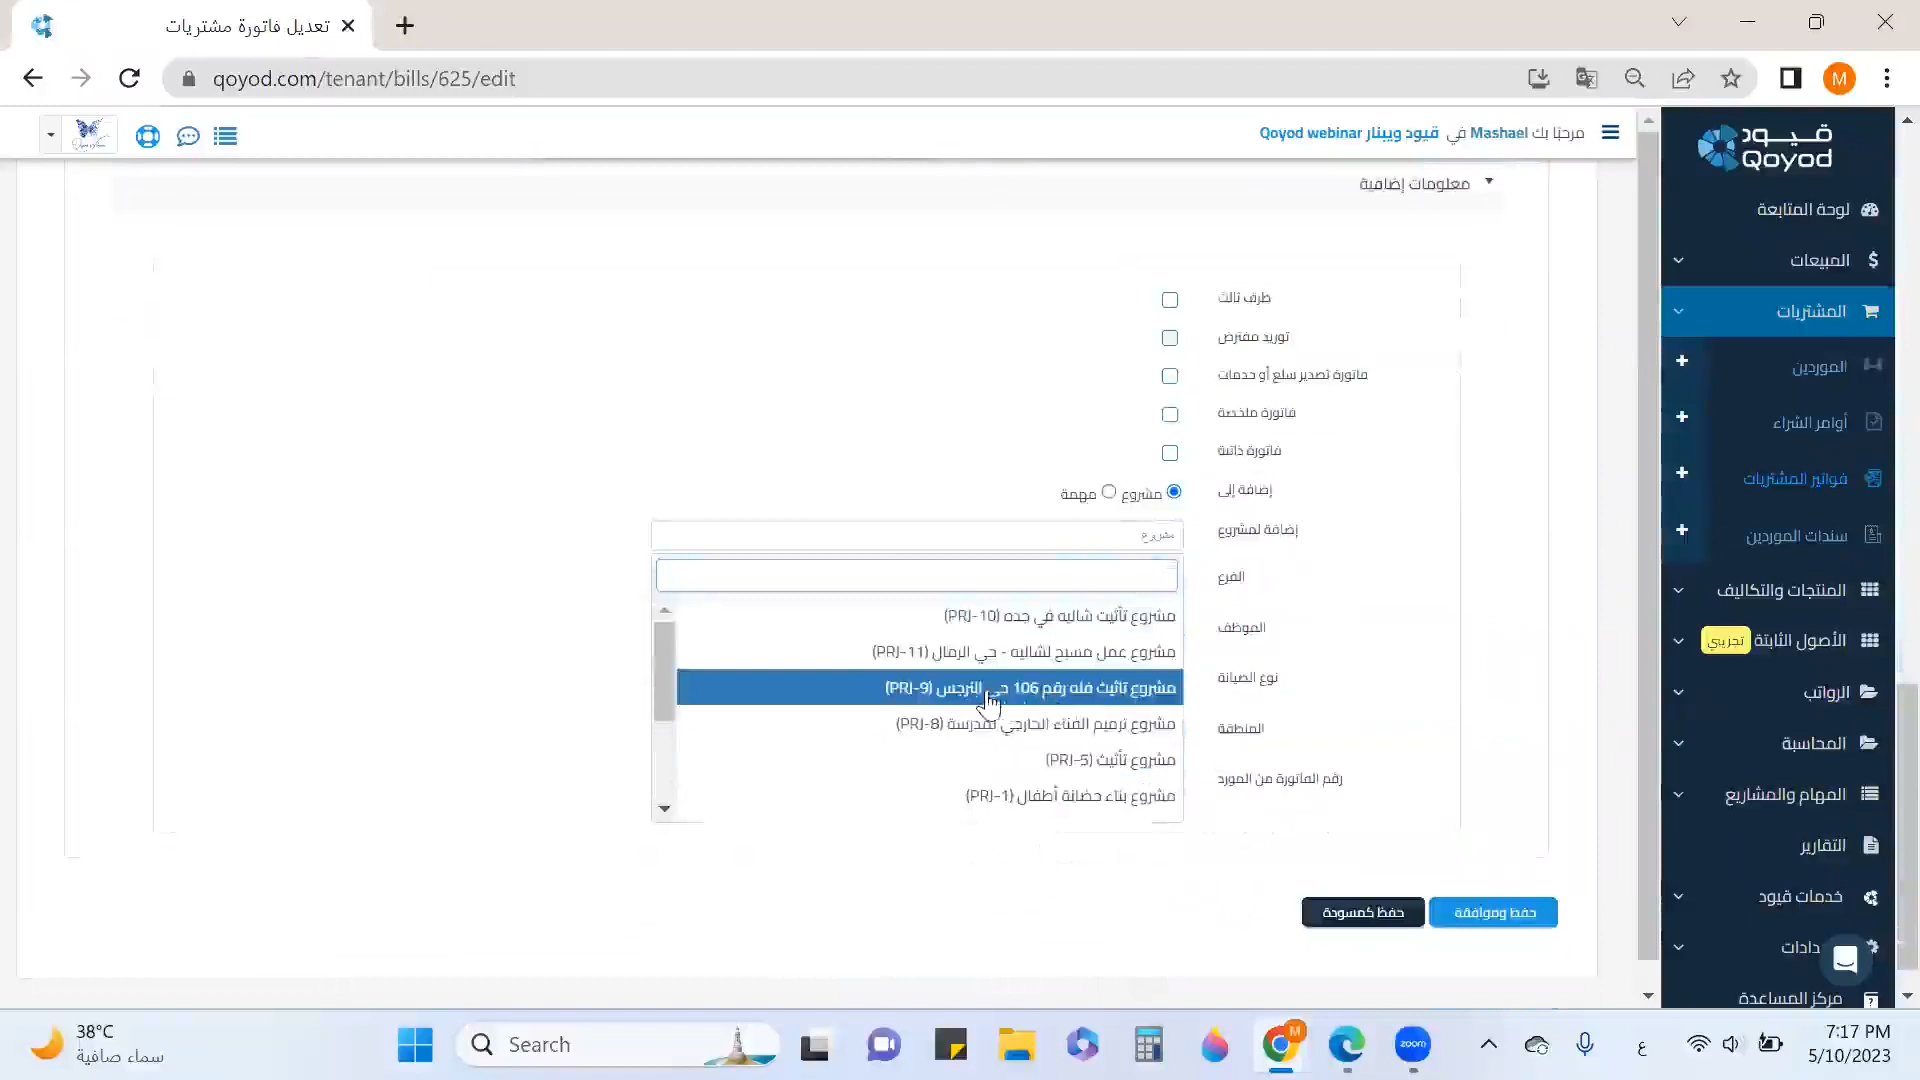 تعديل فاتورة مشتريات
qoyod.com/tenant/bills/625/edit
M
مرحبًا بك Mashael في قيود ويبنار Qoyod webinar
معلومات إضافية
طرف ثالث
توريد مفترض
فاتورة تصدير سلع أو خدمات
فاتورة ملخصة
فاتورة ذاتية
إضافة إلى
مشروع
مهمة
إضافة لمشروع
مشروع
الفرع
مشروع تأثيث شاليه في جده (PRJ-10)
الموظف
مشروع عمل مسبح لشاليه - حي الرمال (PRJ-11)
نوع الصيانة
مشروع تأثيث فله رقم 106 حي النرجس (PRJ-9)
المنطقة
مشروع ترميم الفناء الخارجي لمدرسة (PRJ-8)
مشروع تأثيث (PRJ-5)
رقم الفاتورة من المورد
مشروع بناء حضانة أطفال (PRJ-1)
حفظ وموافقة
حفظ كمسودة
قيود
Qoyod
لوحة المتابعة
المبيعات
المشتريات
الموردين
أوامر الشراء
فواتير المشتريات
سندات الموردين
المنتجات والتكاليف
الأصول الثابتة تجريبي
الرواتب
المحاسبة
المهام والمشاريع
التقارير
خدمات قيود
مركز المساعدة
38°C
سماء صافية
Search
M
zoom
ع
7:17 PM
5/10/2023